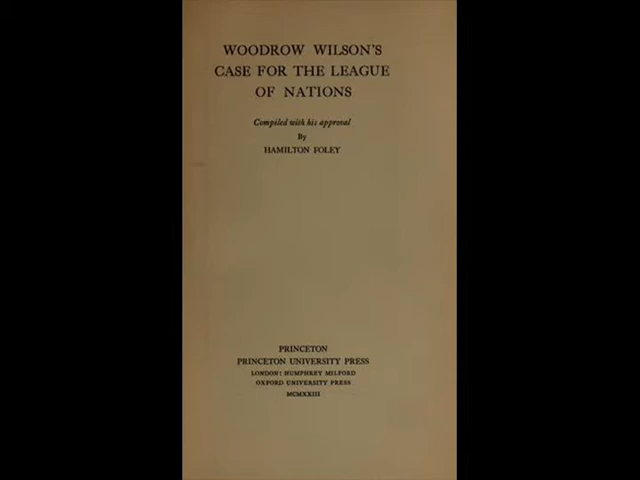 WOODROW WILSON'S
CASE FOR THE LEAGUE
OF NATIONS
Compiled with his approval
By
HAMILTON FOLEY
PRINCETON
PRINCETON UNIVERSITY PRESS
LONDON: HUMPHREY MILFORD
OXFORD UNIVERSITY PRESS
MCMXXIII